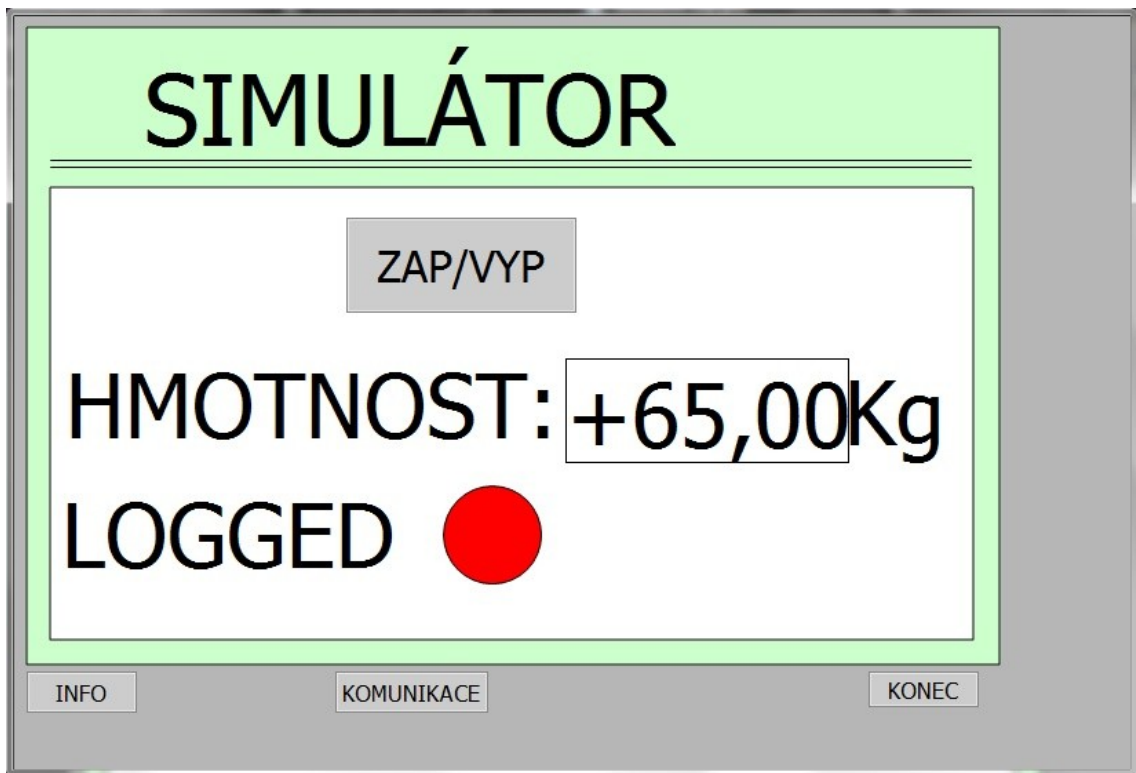 SIMULÁTOR
ZAP/VYP
HMOTNOST: +65,00Kg
LOGGED
INFO KOMUNIKACE KONEC